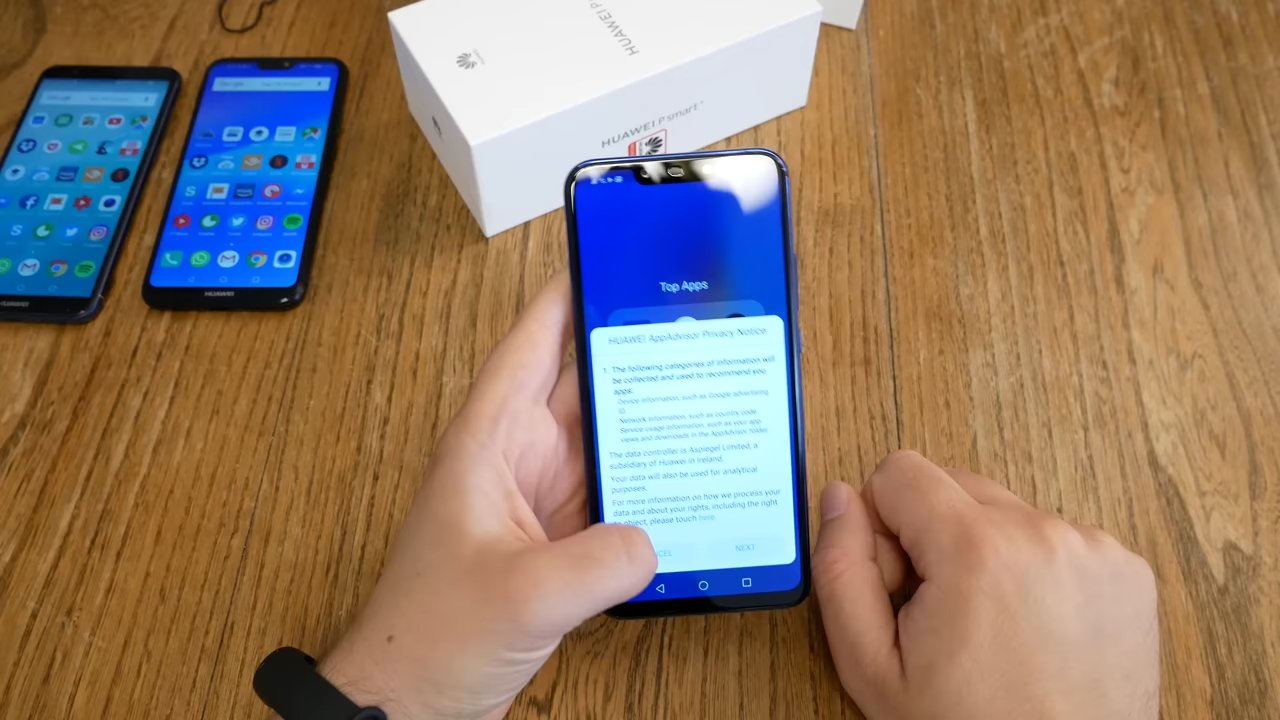 HUAWEI P
HUAWEI P smart+
HUAWEI
HUAWEI
Top Apps
HUAWEI AppAdvisor Privacy Notice
1. The following categories of information will
be collected and used to recommend you
apps:
Device information, such as Google advertising
ID
Network information, such as country code
Service usage information, such as your app
views and downloads in the AppAdvisor folder.
The data controller is Aspiegel Limited, a
subsidiary of Huawei in Ireland.
Your data will also be used for analytical
purposes.
For more information on how we process your
data and about your rights, including the right
to object, please touch here.
CEL NEXT